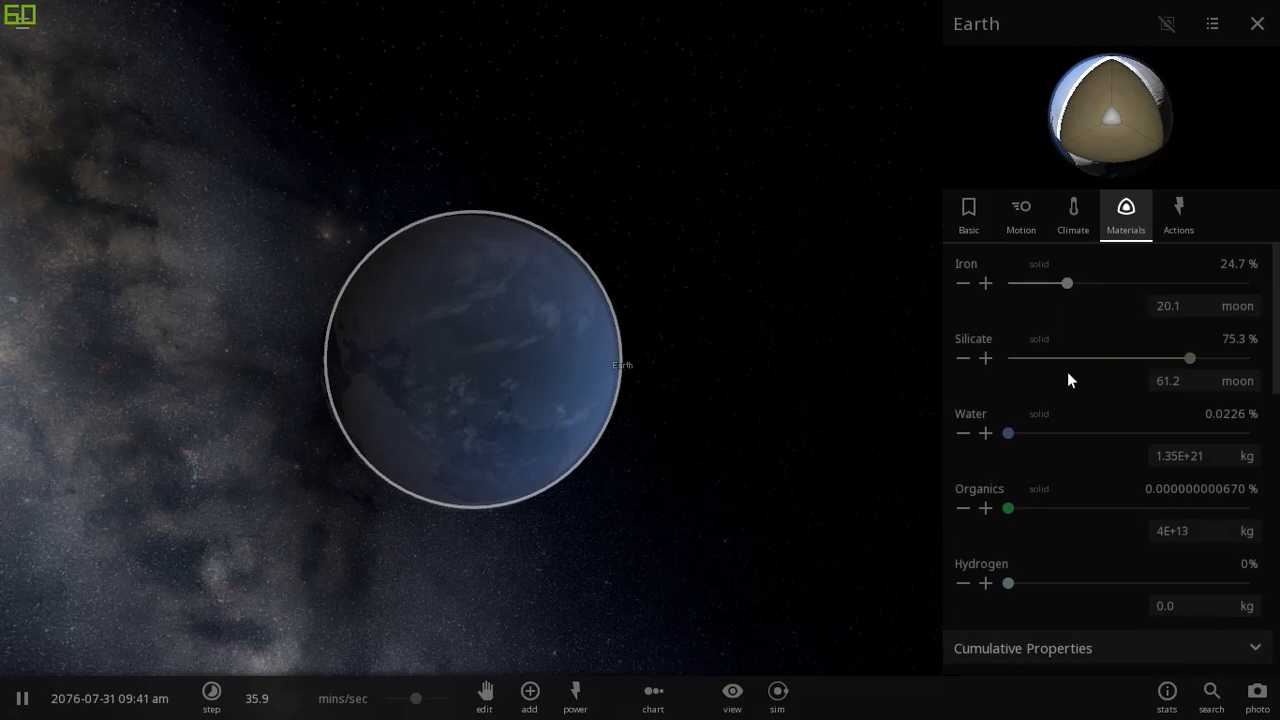 60
Earth
Basic
Motion
Climate
Materials
Actions
Iron solid 24.7 %
20.1 moon
Silicate solid 75.3 %
61.2 moon
Water solid 0.0226 %
1.35E+21 kg
Organics solid 0.000000000670 %
4E+13 kg
Hydrogen 0%
0.0 kg
Cumulative Properties
Earth
2076-07-31 09:41 am
step
35.9 mins/sec
edit
add
power
chart
view
sim
stats
search
photo